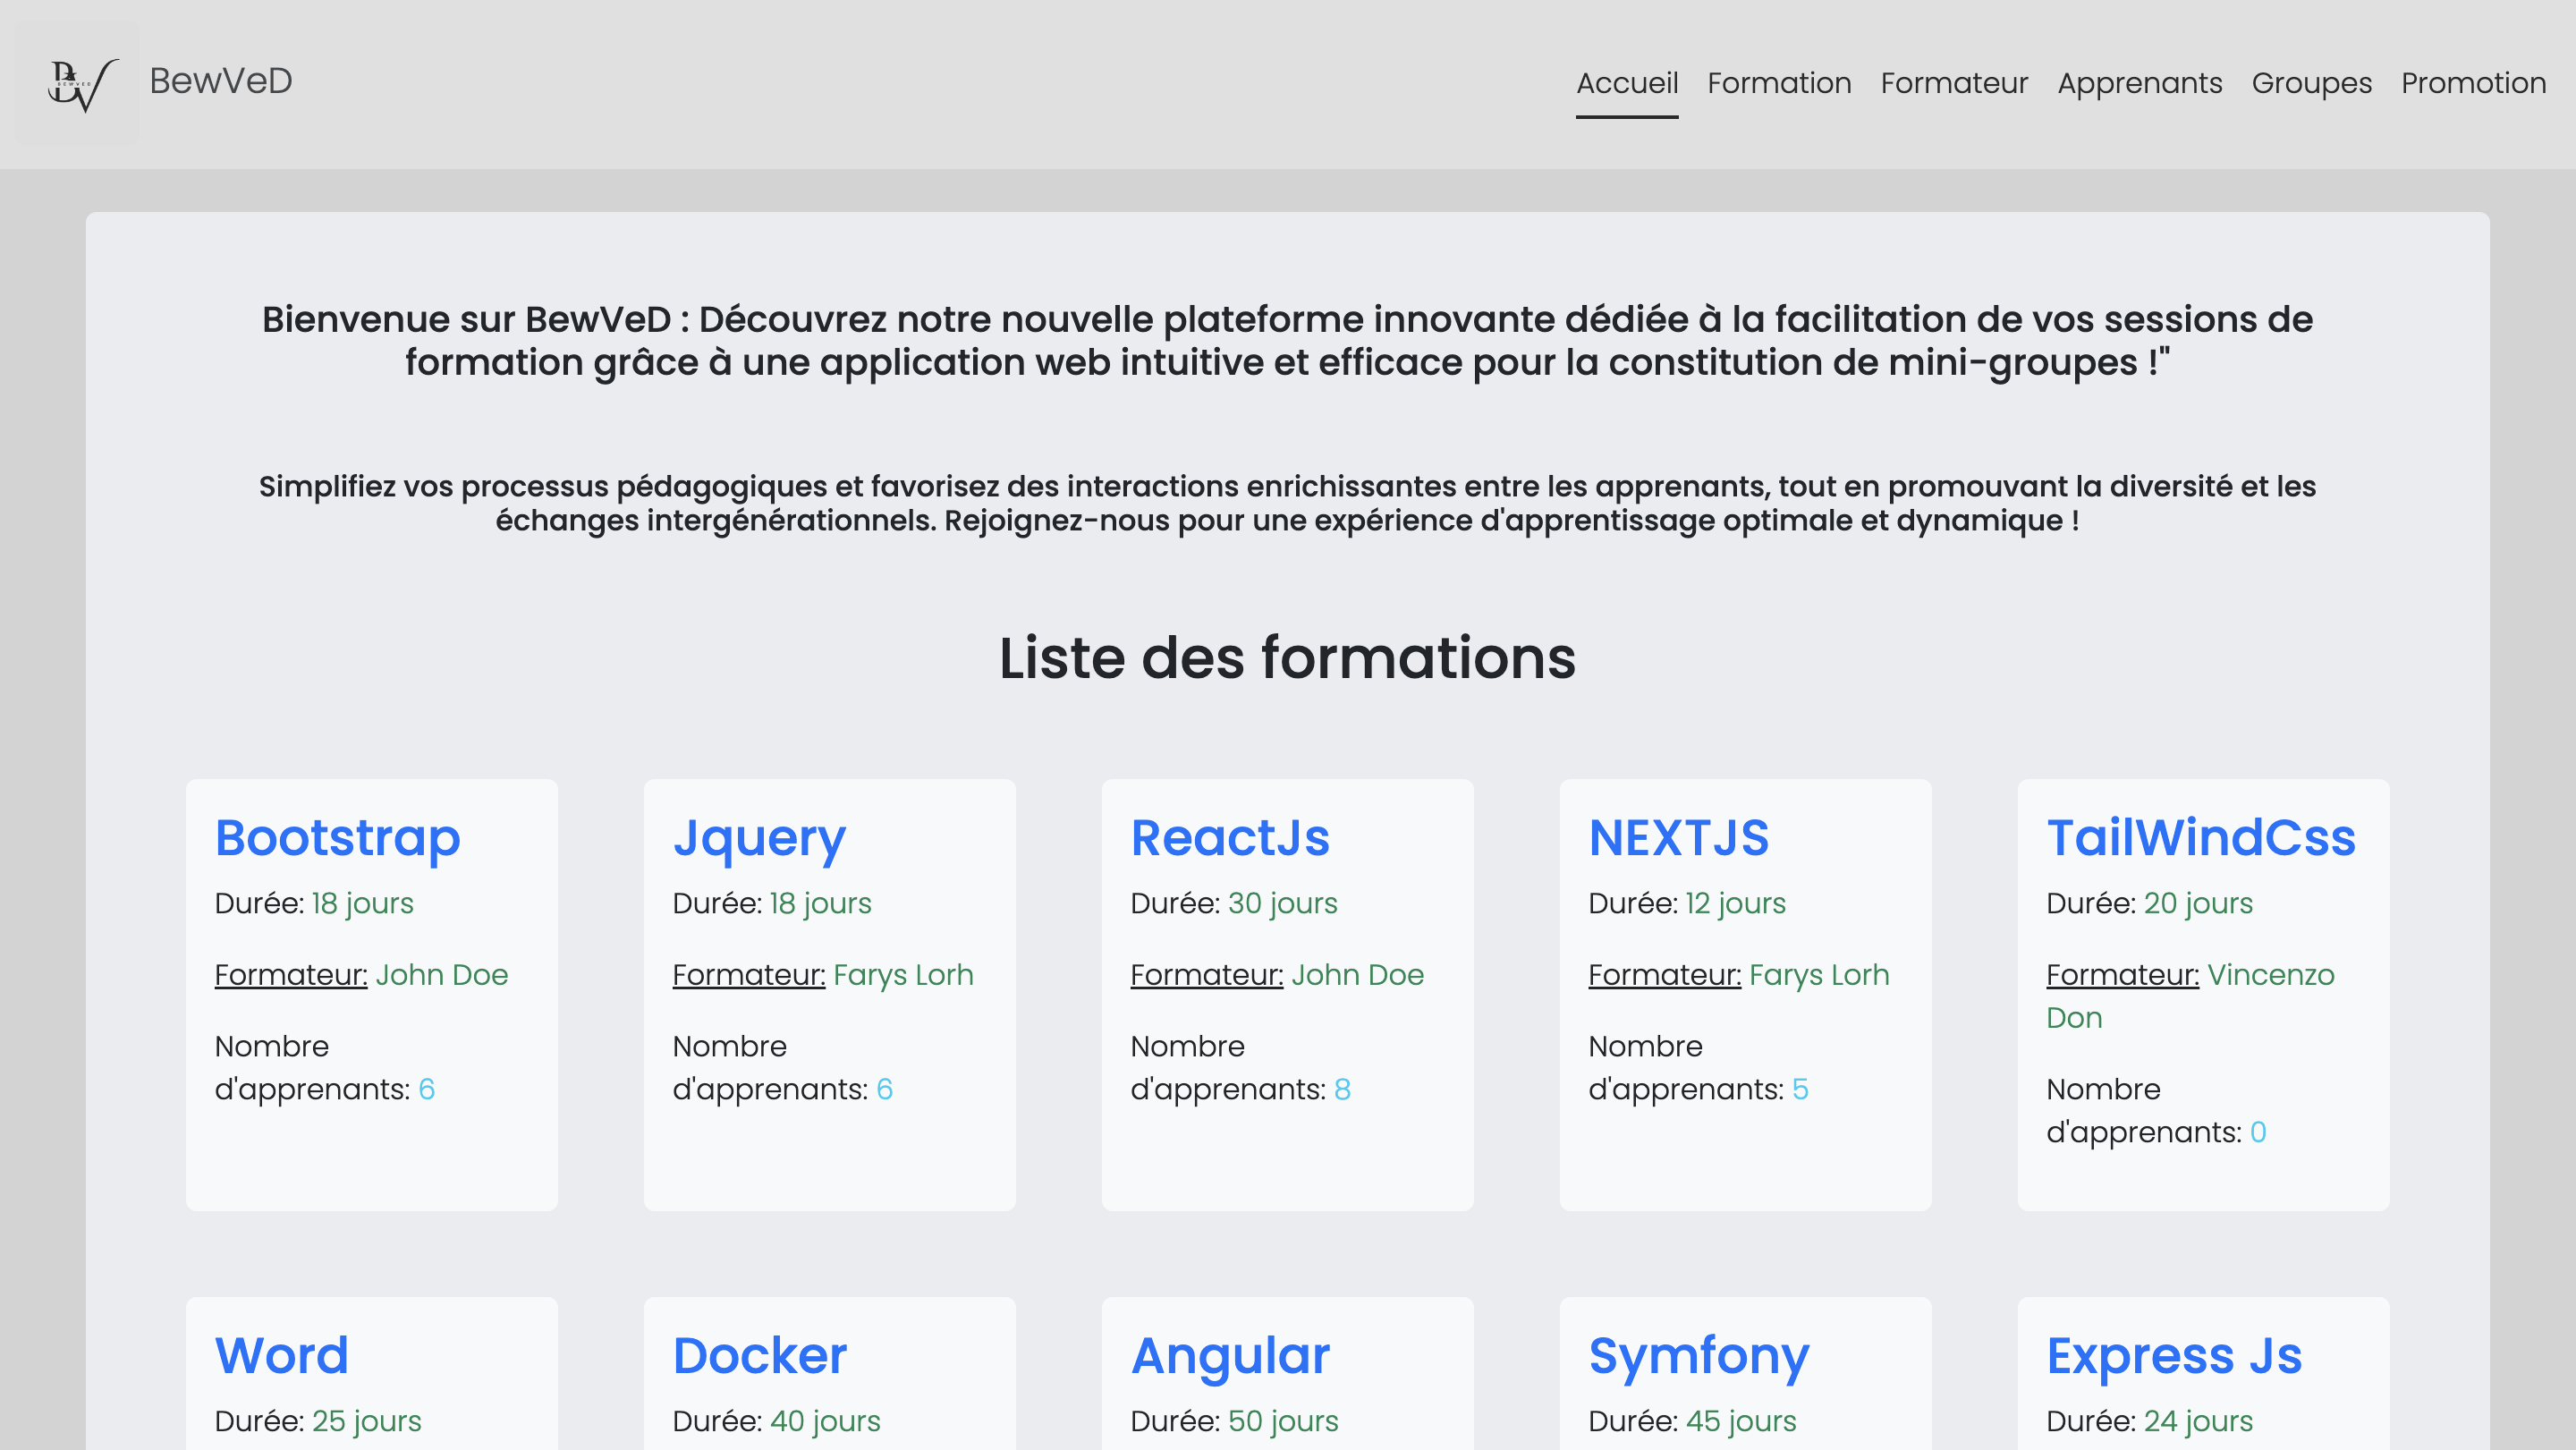 BEWVED
BewVeD
Accueil Formation Formateur Apprenants Groupes Promotion
Bienvenue sur BewVeD : Découvrez notre nouvelle plateforme innovante dédiée à la facilitation de vos sessions de
formation grâce à une application web intuitive et efficace pour la constitution de mini-groupes !"
Simplifiez vos processus pédagogiques et favorisez des interactions enrichissantes entre les apprenants, tout en promouvant la diversité et les
échanges intergénérationnels. Rejoignez-nous pour une expérience d'apprentissage optimale et dynamique !
Liste des formations
Bootstrap
Durée: 18 jours
Formateur: John Doe
Nombre
d'apprenants: 6
Jquery
Durée: 18 jours
Formateur: Farys Lorh
Nombre
d'apprenants: 6
ReactJs
Durée: 30 jours
Formateur: John Doe
Nombre
d'apprenants: 8
NEXTJS
Durée: 12 jours
Formateur: Farys Lorh
Nombre
d'apprenants: 5
TailWindCss
Durée: 20 jours
Formateur: Vincenzo
Don
Nombre
d'apprenants: 0
Word
Durée: 25 jours
Docker
Durée: 40 jours
Angular
Durée: 50 jours
Symfony
Durée: 45 jours
Express Js
Durée: 24 jours